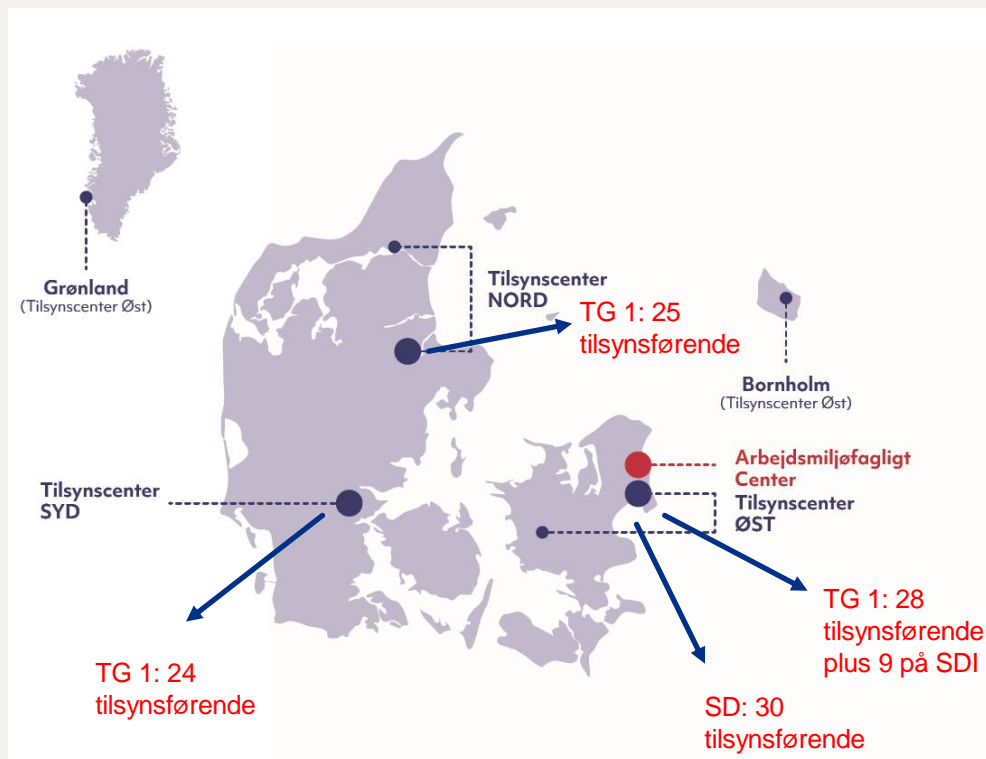 Grønland
(Tilsynscenter Øst)
Tilsynscenter
NORD
TG 1: 25
tilsynsførende
Bornholm
(Tilsynscenter Øst)
Arbejdsmiljøfagligt
Center
Tilsynscenter
ØST
Tilsynscenter
SYD
TG 1: 28
tilsynsførende
plus 9 på SDI
TG 1: 24
tilsynsførende
SD: 30
tilsynsførende